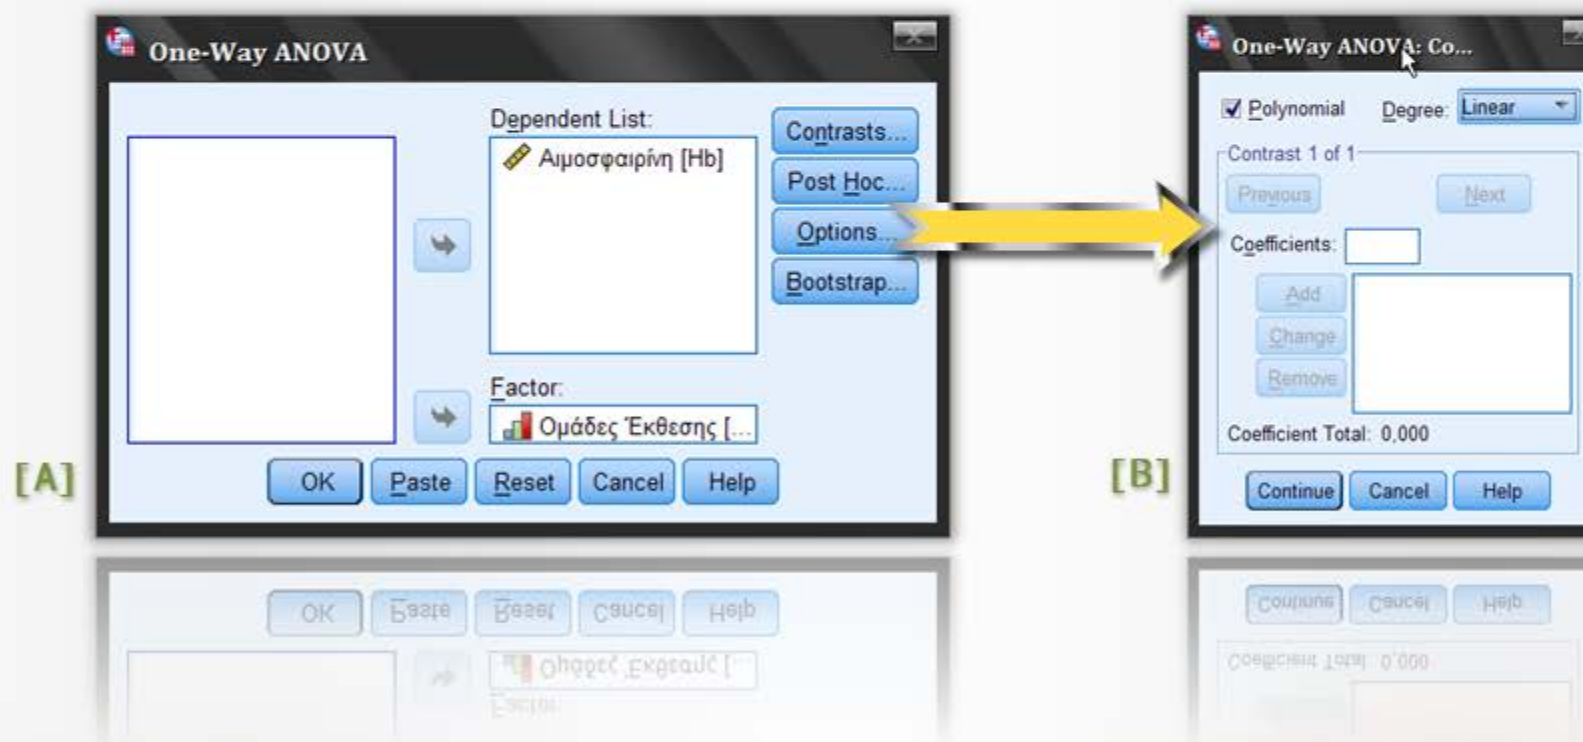 One-Way ANOVA
Dependent List:
Αιμοσφαιρίνη [Hb]
Contrasts...
Post Hoc...
Options...
Bootstrap...
Factor:
Ομάδες Έκθεσης [...
OK Paste Reset Cancel Help
[A]
One-Way ANOVA: Co...
Polynomial Degree: Linear
Contrast 1 of 1
Previous Next
Coefficients:
Add
Change
Remove
Coefficient Total: 0,000
Continue Cancel Help
[B]